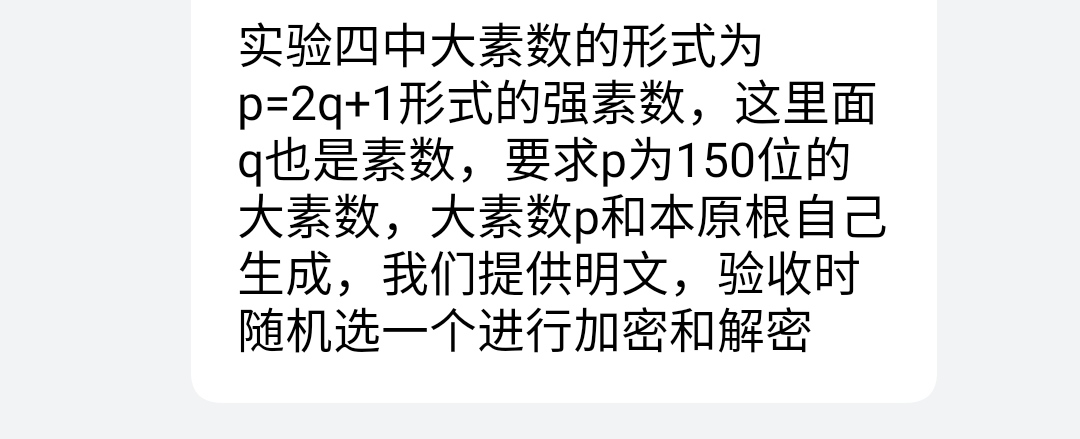 实验四中大素数的形式为
p=2q+1形式的强素数，这里面
q也是素数，要求p为150位的
大素数，大素数p和本原根自己
生成，我们提供明文，验收时
随机选一个进行加密和解密